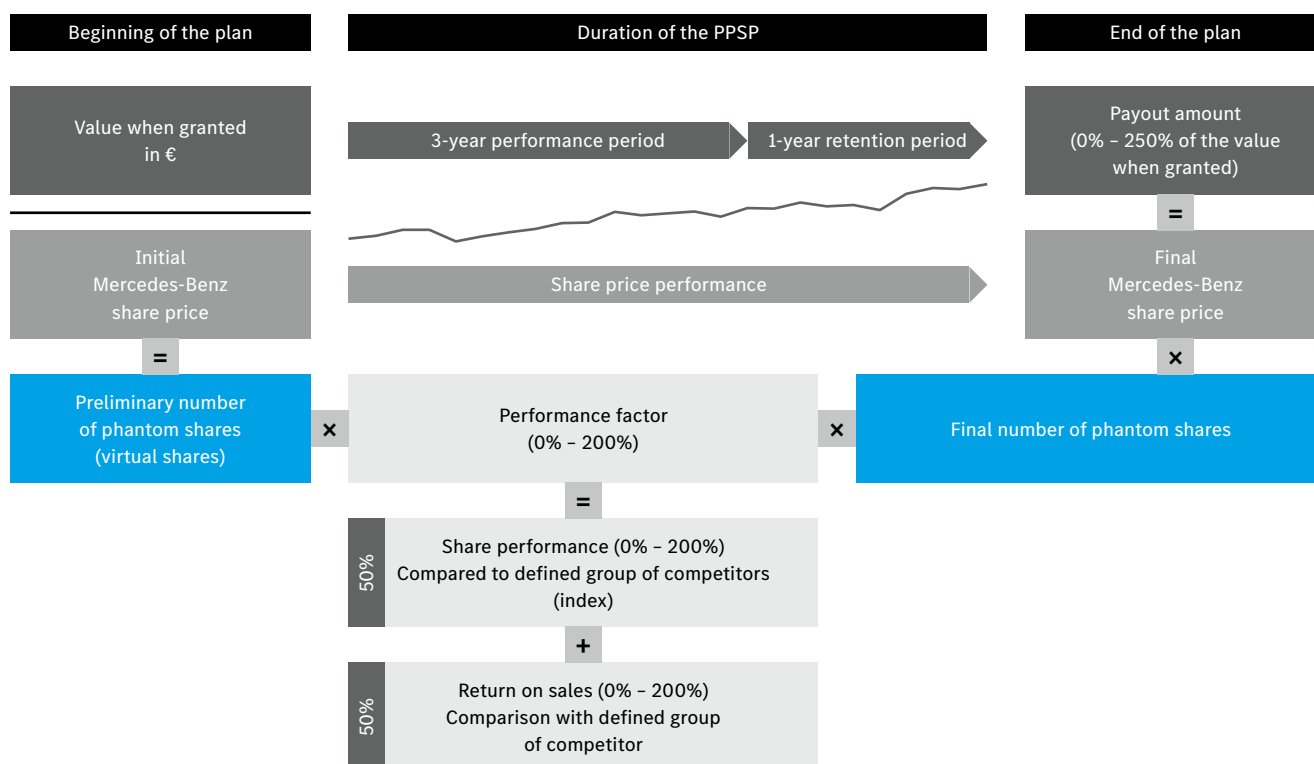 Beginning of the plan
Duration of the PPSP
End of the plan
Value when granted
in €
3-year performance period
1-year retention period
Payout amount
(0% – 250% of the value
when granted)
=
Initial
Mercedes-Benz
share price
Share price performance
Final
Mercedes-Benz
share price
=
×
Preliminary number
of phantom shares
(virtual shares)
×
Performance factor
(0% – 200%)
×
Final number of phantom shares
=
50%
Share performance (0% – 200%)
Compared to defined group of competitors
(index)
+
50%
Return on sales (0% – 200%)
Comparison with defined group
of competitor